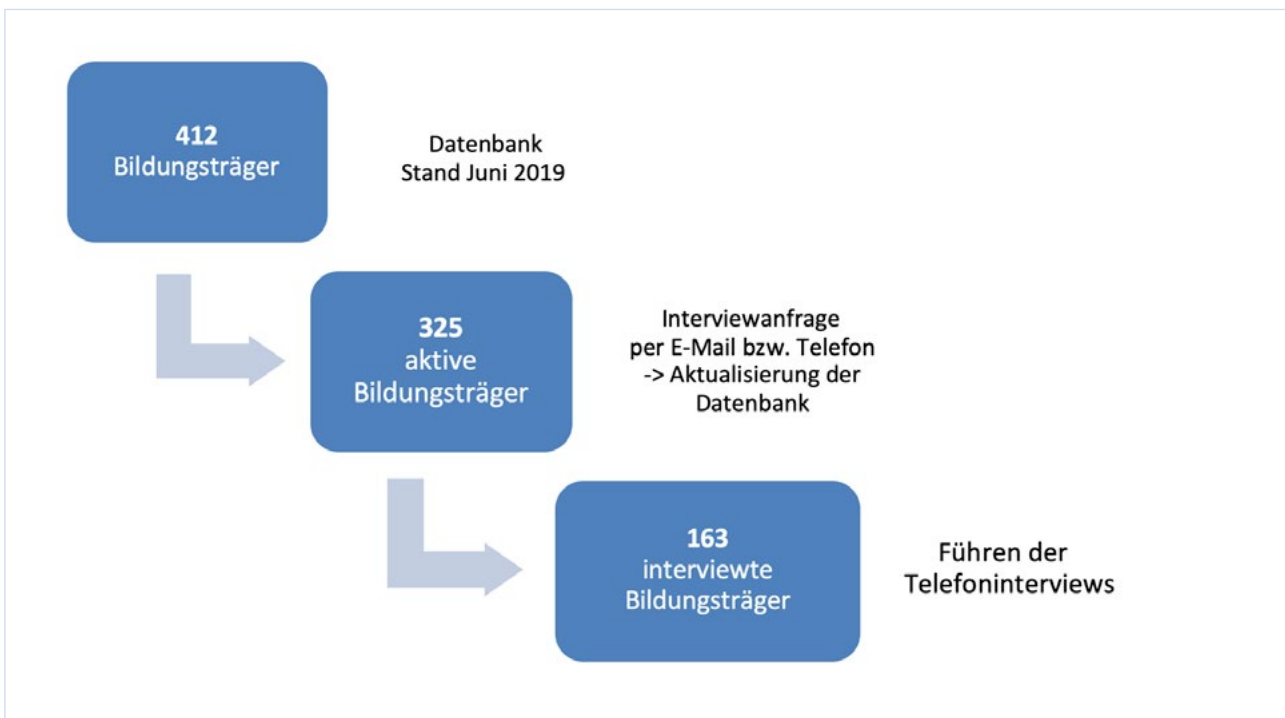 412
Bildungsträger
Datenbank
Stand Juni 2019
325
aktive
Bildungsträger
Interviewanfrage
per E-Mail bzw. Telefon
-> Aktualisierung der
Datenbank
163
interviewte
Bildungsträger
Führen der
Telefoninterviews